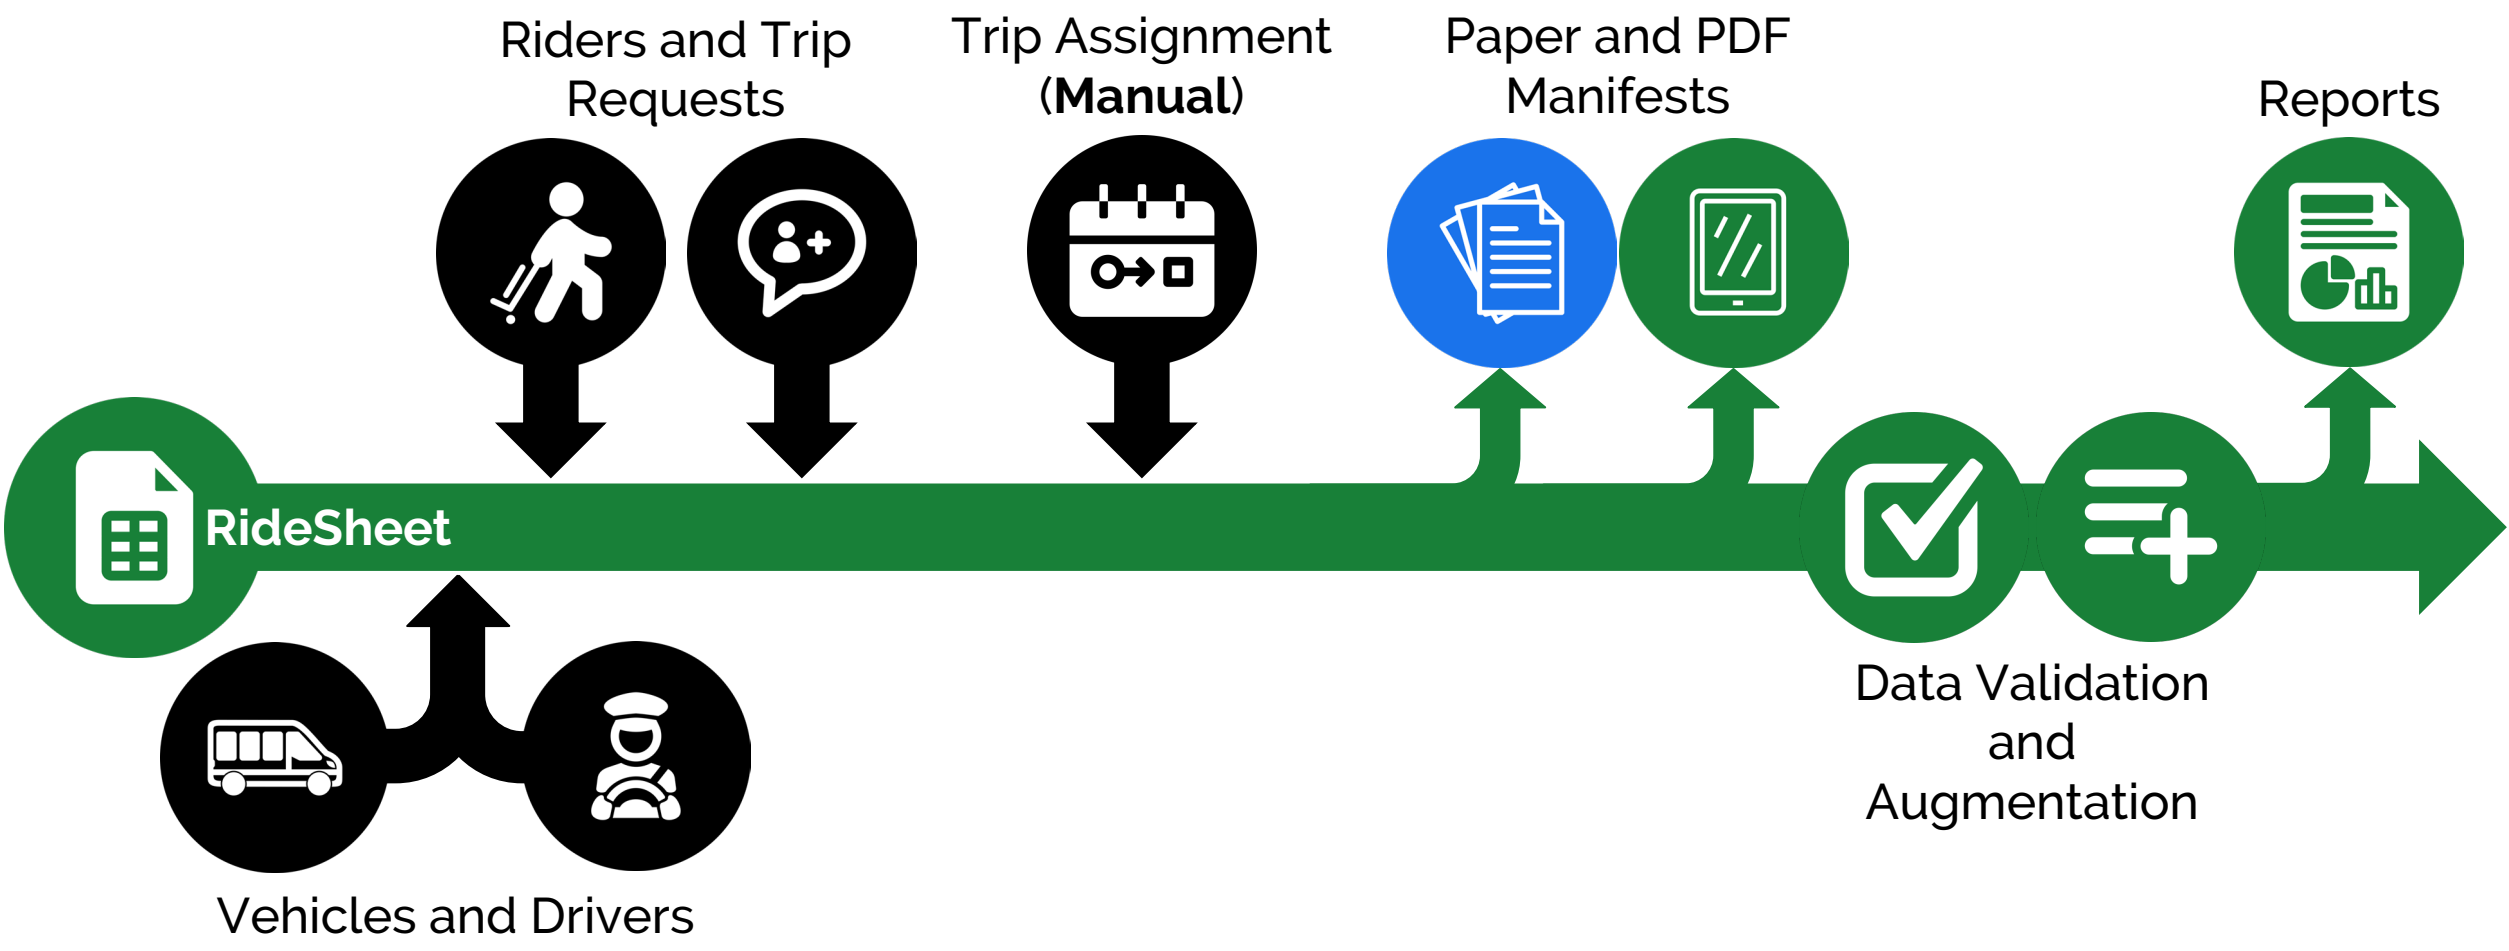 Riders and Trip
Requests
Trip Assignment
(Manual)
Paper and PDF
Manifests
Reports
RideSheet
Data Validation
and
Augmentation
Vehicles and Drivers